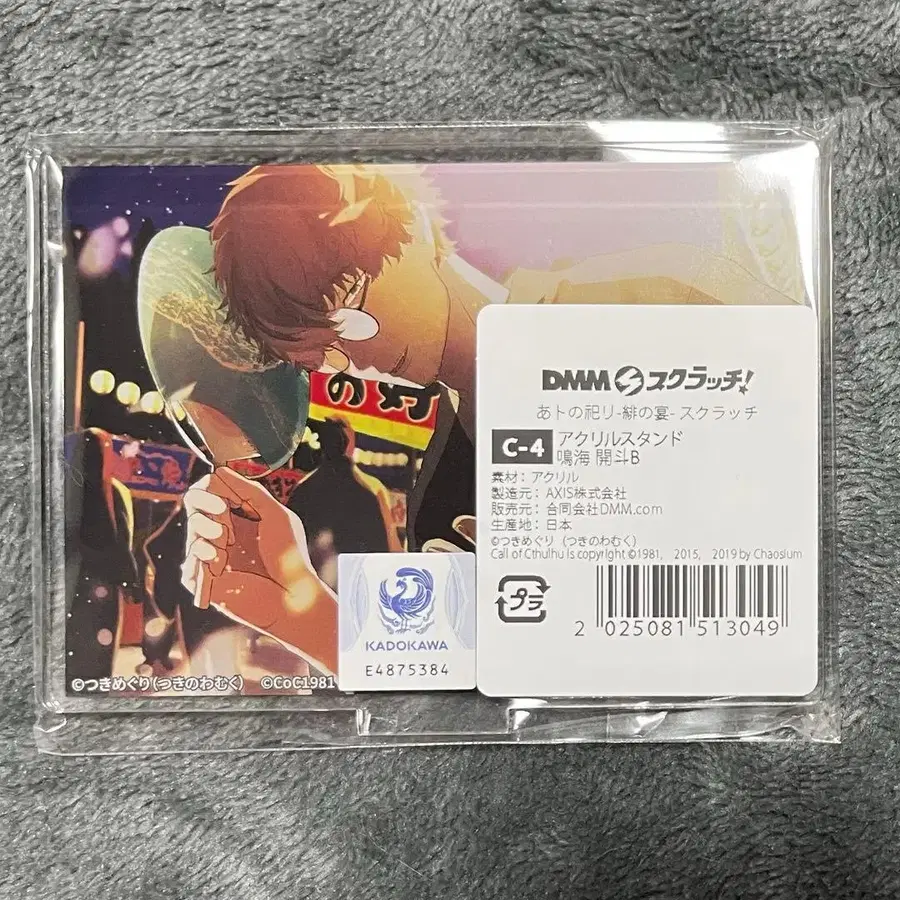 の灯
DMM スクラッチ!
あトの祀リ-緋の宴- スクラッチ
C-4 アクリルスタンド
鳴海 開斗B
素材：アクリル
製造元：AXIS株式会社
販売元：合同会社DMM.com
生産地：日本
©つきめぐり（つきのわむく）
Call of Cthulhu is copyright ©1981, 2015, 2019 by Chaosium
プラ
2 025081 513049
KADOKAWA
E4875384
©つきめぐり(つきのわむく) ©CoC1981